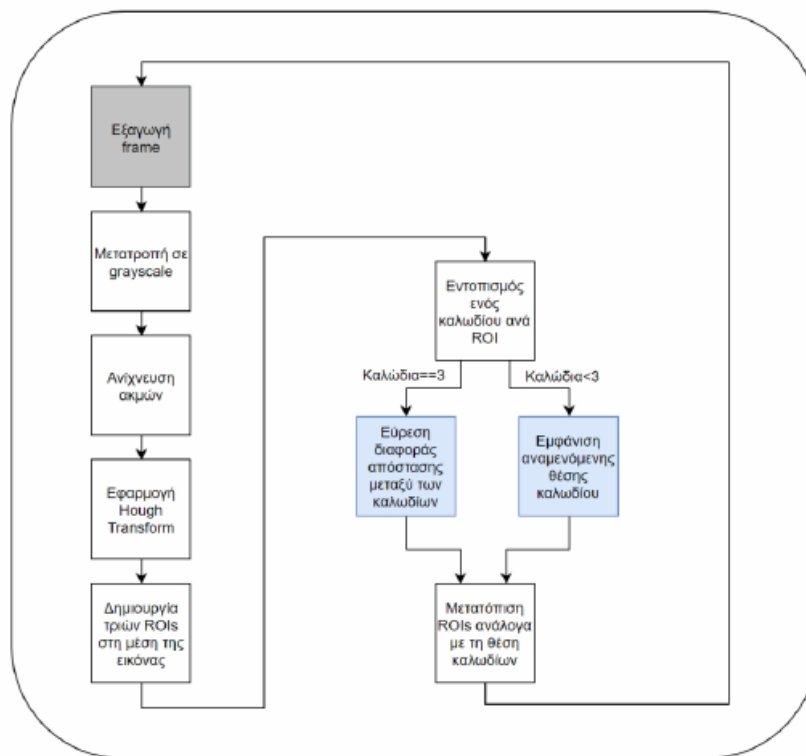 Εξαγωγή
frame
Μετατροπή σε
grayscale
Ανίχνευση
ακμών
Εφαρμογή
Hough
Transform
Δημιουργία
τριών ROIs
στη μέση της
εικόνας
Εντοπισμός
ενός
καλωδίου ανά
ROI
Καλώδια==3
Καλώδια<3
Εύρεση
διαφοράς
απόστασης
μεταξύ των
καλωδίων
Εμφάνιση
αναμενόμενης
θέσης
καλωδίου
Μετατόπιση
ROIs ανάλογα
με τη θέση
καλωδίων